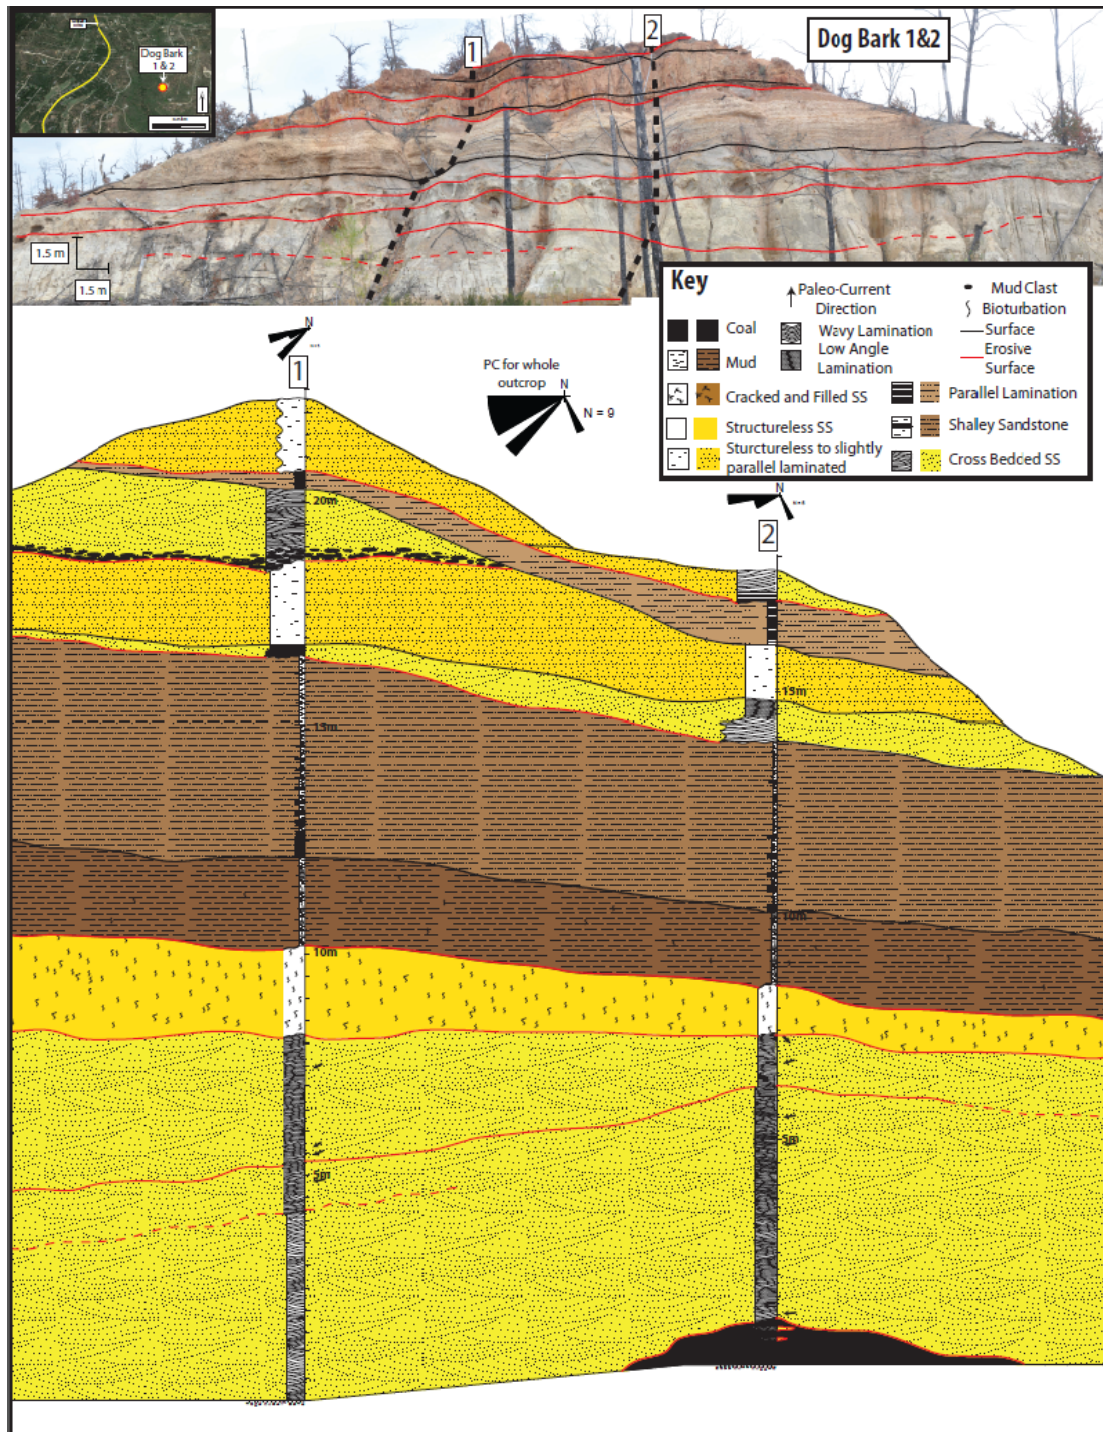 Dog Bark
1 & 2
1
2
Dog Bark 1&2
1.5 m
1.5 m
Key
Paleo-Current
Direction
Mud Clast
Bioturbation
Coal
Wavy Lamination
Surface
Mud
Low Angle
Lamination
Erosive
Surface
Cracked and Filled SS
Parallel Lamination
Structureless SS
Shaley Sandstone
Sturctureless to slightly
parallel laminated
Cross Bedded SS
N
1
PC for whole
outcrop
N
N = 9
N
2
20m
15m
15m
10m
10m
5m
5m